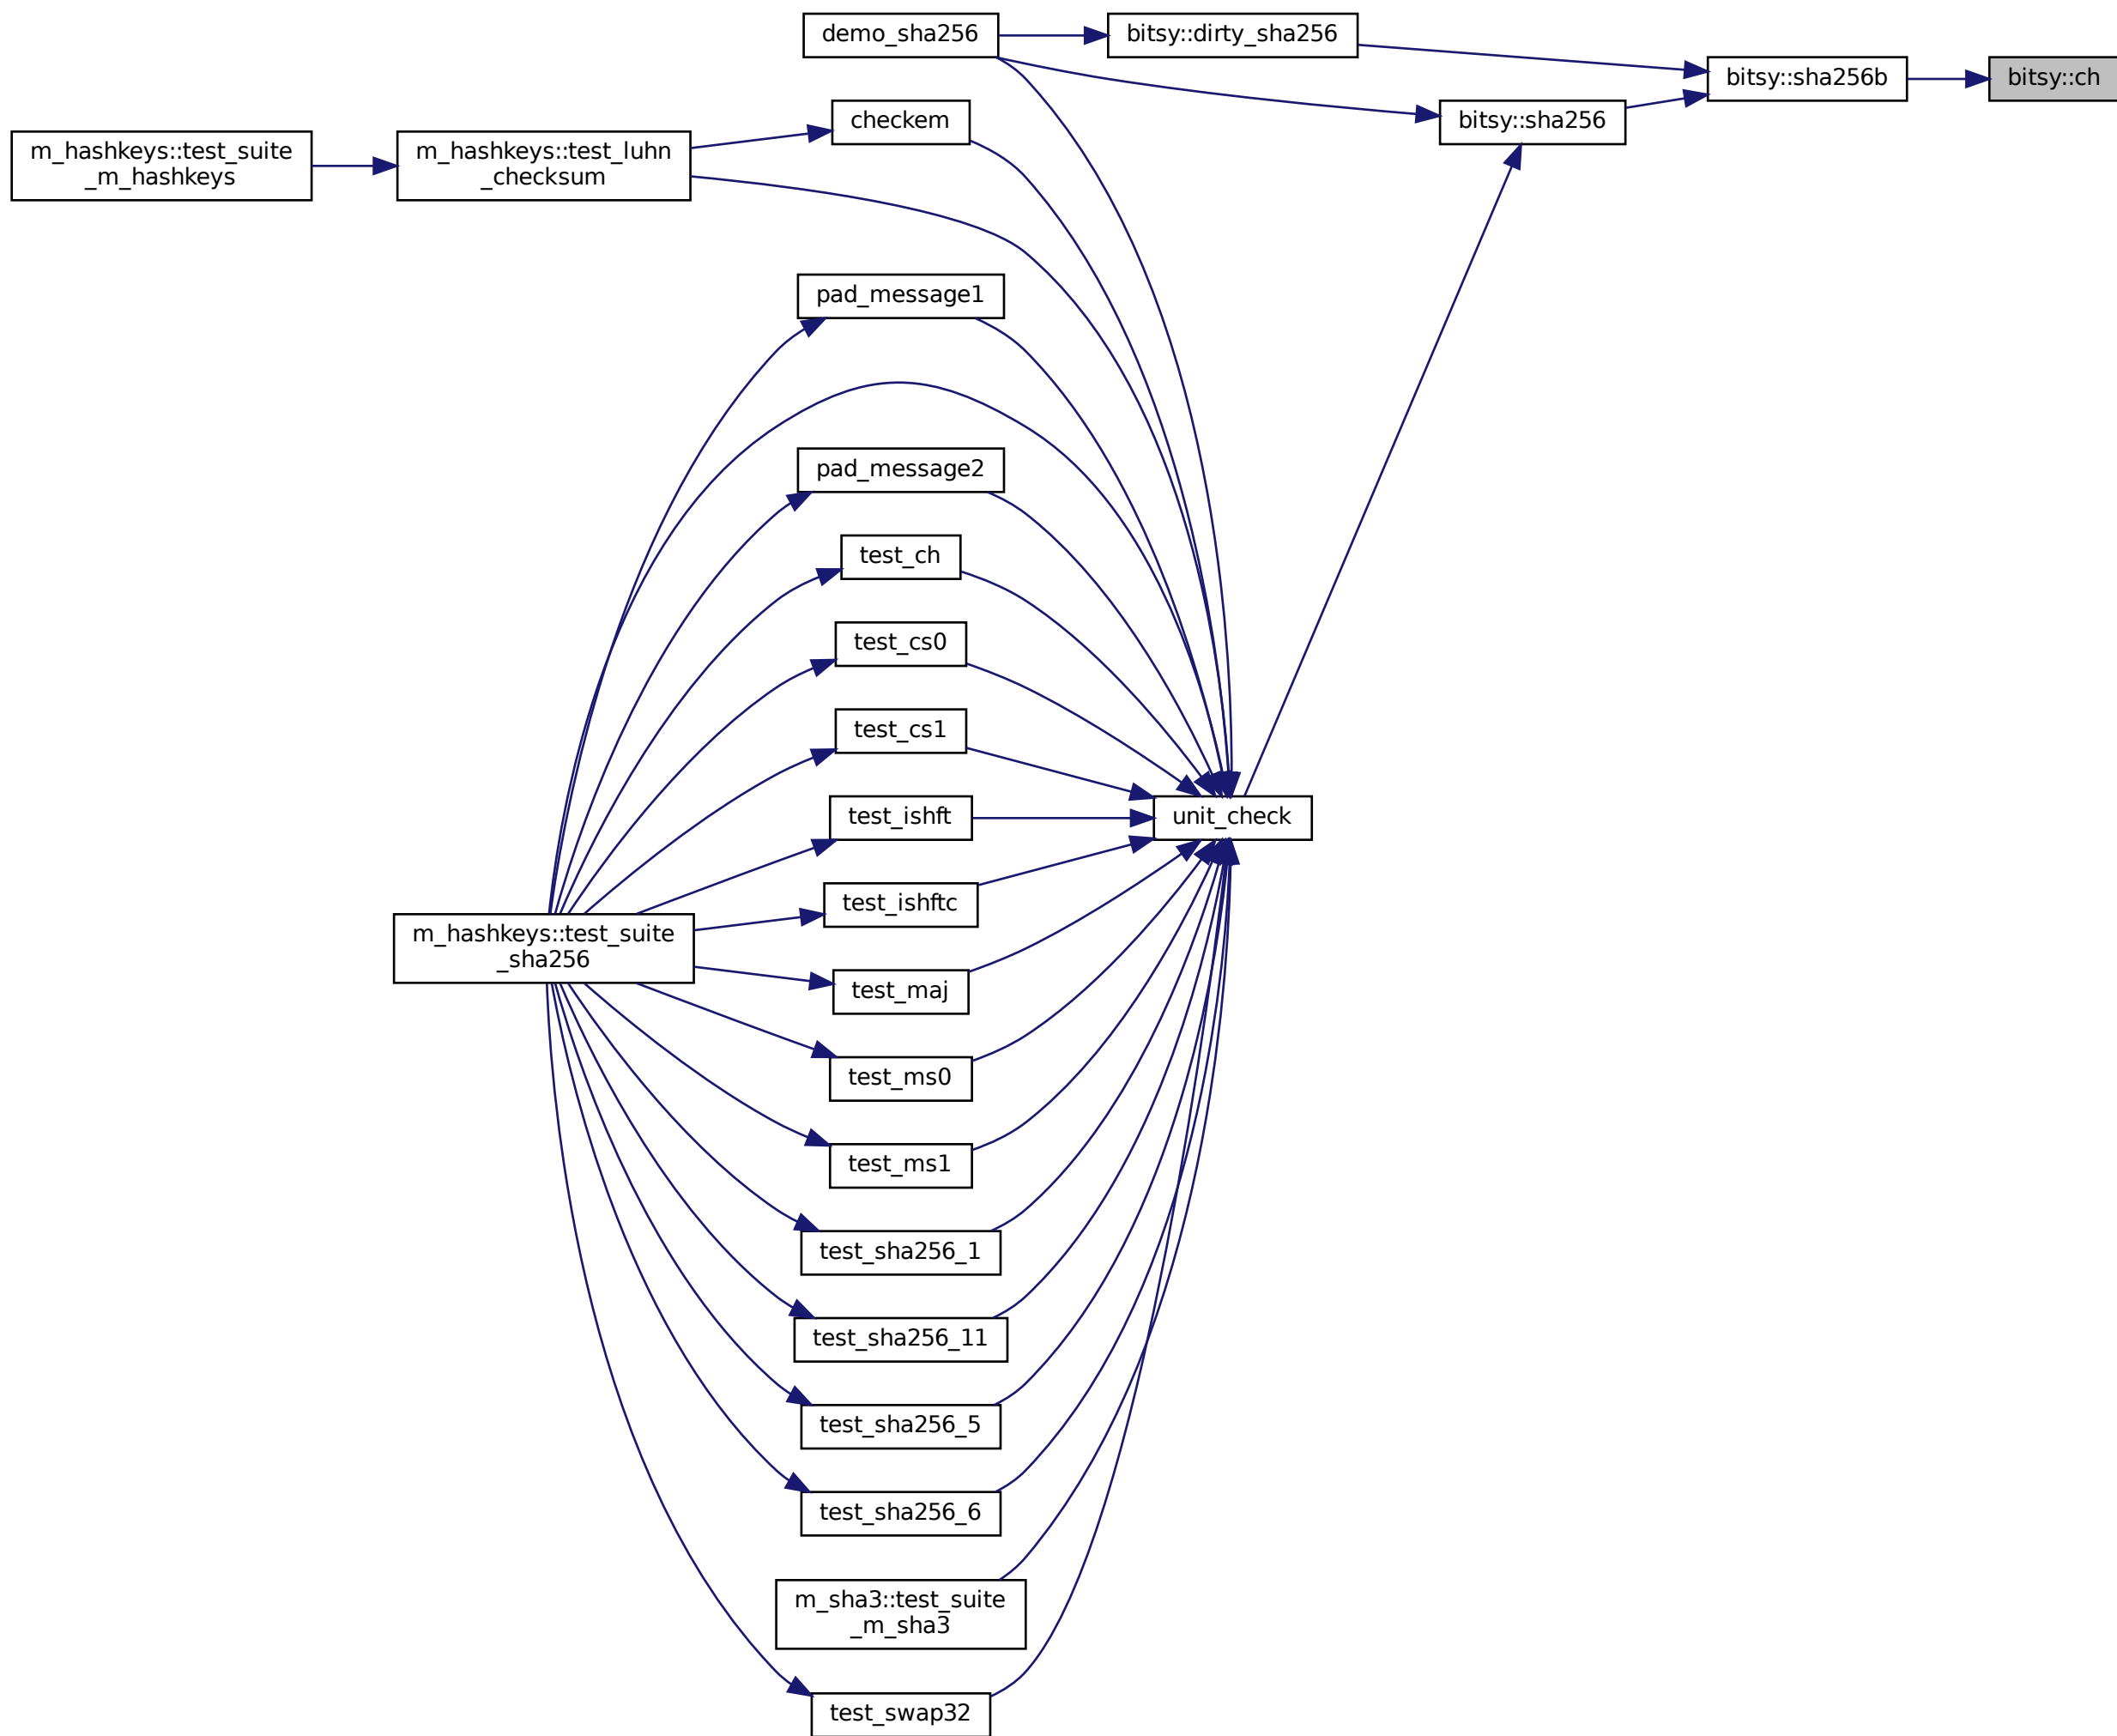 demo_sha256
bitsy::dirty_sha256
bitsy::sha256b
bitsy::ch
bitsy::sha256
checkem
m_hashkeys::test_suite
_m_hashkeys
m_hashkeys::test_luhn
_checksum
pad_message1
pad_message2
test_ch
test_cs0
test_cs1
test_ishft
unit_check
test_ishftc
m_hashkeys::test_suite
_sha256
test_maj
test_ms0
test_ms1
test_sha256_1
test_sha256_11
test_sha256_5
test_sha256_6
m_sha3::test_suite
_m_sha3
test_swap32